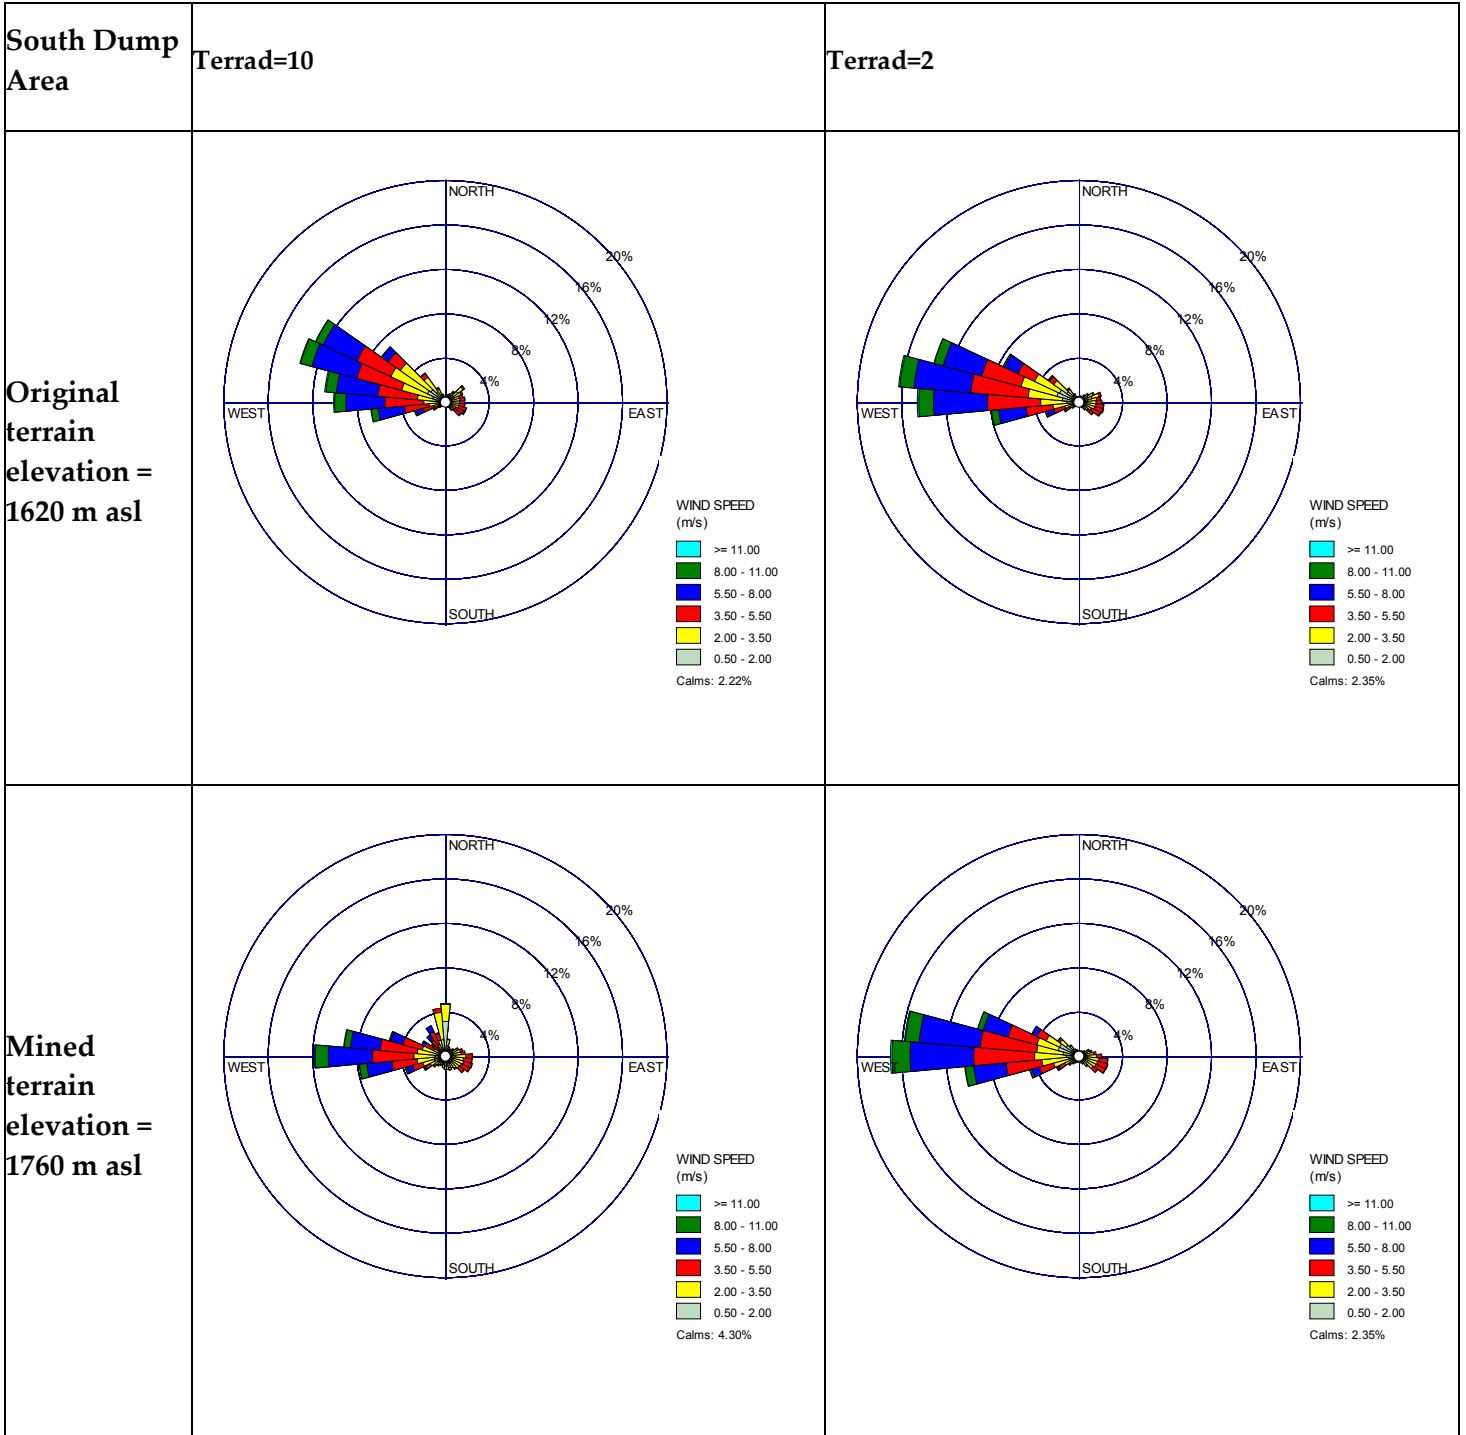 South Dump
Area
Terrad=10
Terrad=2
Original
terrain
elevation =
1620 m asl
NORTH
20%
16%
12%
8%
4%
WEST
EAST
SOUTH
WIND SPEED
(m/s)
>= 11.00
8.00 - 11.00
5.50 - 8.00
3.50 - 5.50
2.00 - 3.50
0.50 - 2.00
Calms: 2.22%
NORTH
20%
16%
12%
8%
4%
WEST
EAST
SOUTH
WIND SPEED
(m/s)
>= 11.00
8.00 - 11.00
5.50 - 8.00
3.50 - 5.50
2.00 - 3.50
0.50 - 2.00
Calms: 2.35%
Mined
terrain
elevation =
1760 m asl
NORTH
20%
16%
12%
8%
4%
WEST
EAST
SOUTH
WIND SPEED
(m/s)
>= 11.00
8.00 - 11.00
5.50 - 8.00
3.50 - 5.50
2.00 - 3.50
0.50 - 2.00
Calms: 4.30%
NORTH
20%
16%
12%
8%
4%
WEST
EAST
SOUTH
WIND SPEED
(m/s)
>= 11.00
8.00 - 11.00
5.50 - 8.00
3.50 - 5.50
2.00 - 3.50
0.50 - 2.00
Calms: 2.35%